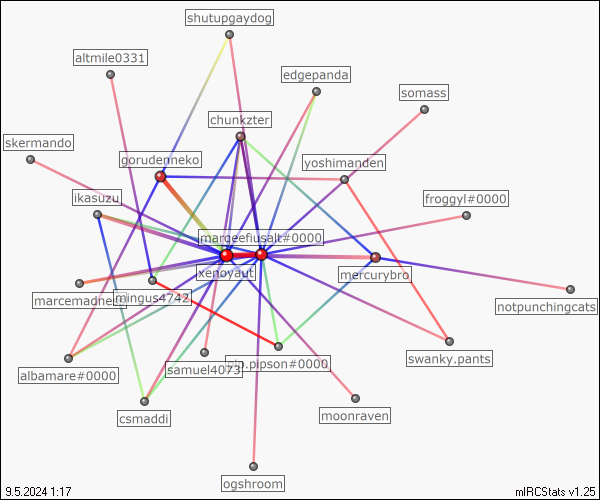 shutupgaydog
altmile0331
edgepanda
somass
chunkzter
skermando
gorudenneko
yoshimanden
ikasuzu
froggyl#0000
margeefiusalt#0000
xenoyaut
mercurybro
marcemadness
mingus4742
notpunchingcats
swanky.pants
samuel4073
pip.pipson#0000
albamare#0000
moonraven
csmaddi
ogshroom
9.5.2024 1:17
mIRCStats v1.25